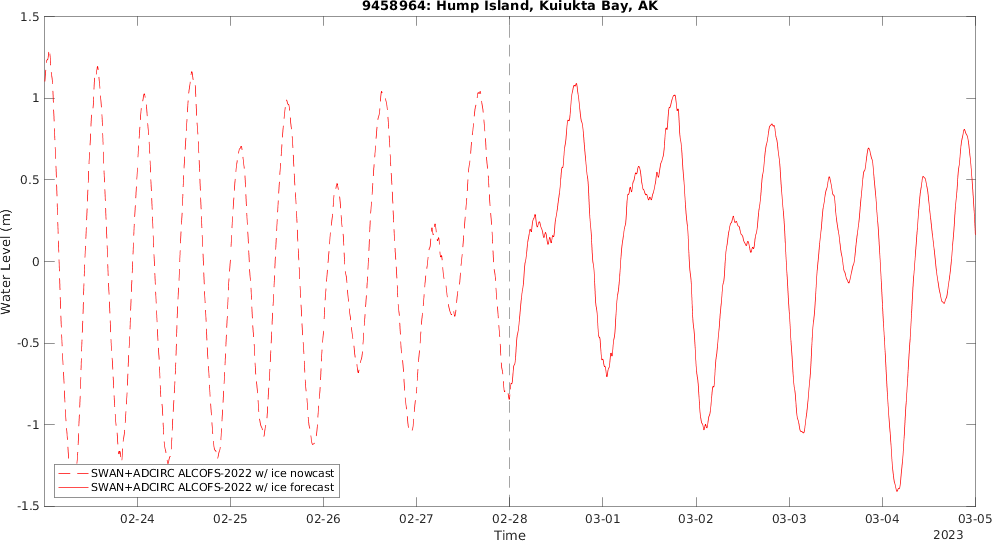 9458964: Hump Island, Kuiukta Bay, AK
1.5
1
0.5
0
-0.5
-1
-1.5
Water Level (m)
SWAN+ADCIRC ALCOFS-2022 w/ ice nowcast
SWAN+ADCIRC ALCOFS-2022 w/ ice forecast
02-24 02-25 02-26 02-27 02-28 03-01 03-02 03-03 03-04 03-05
Time
2023